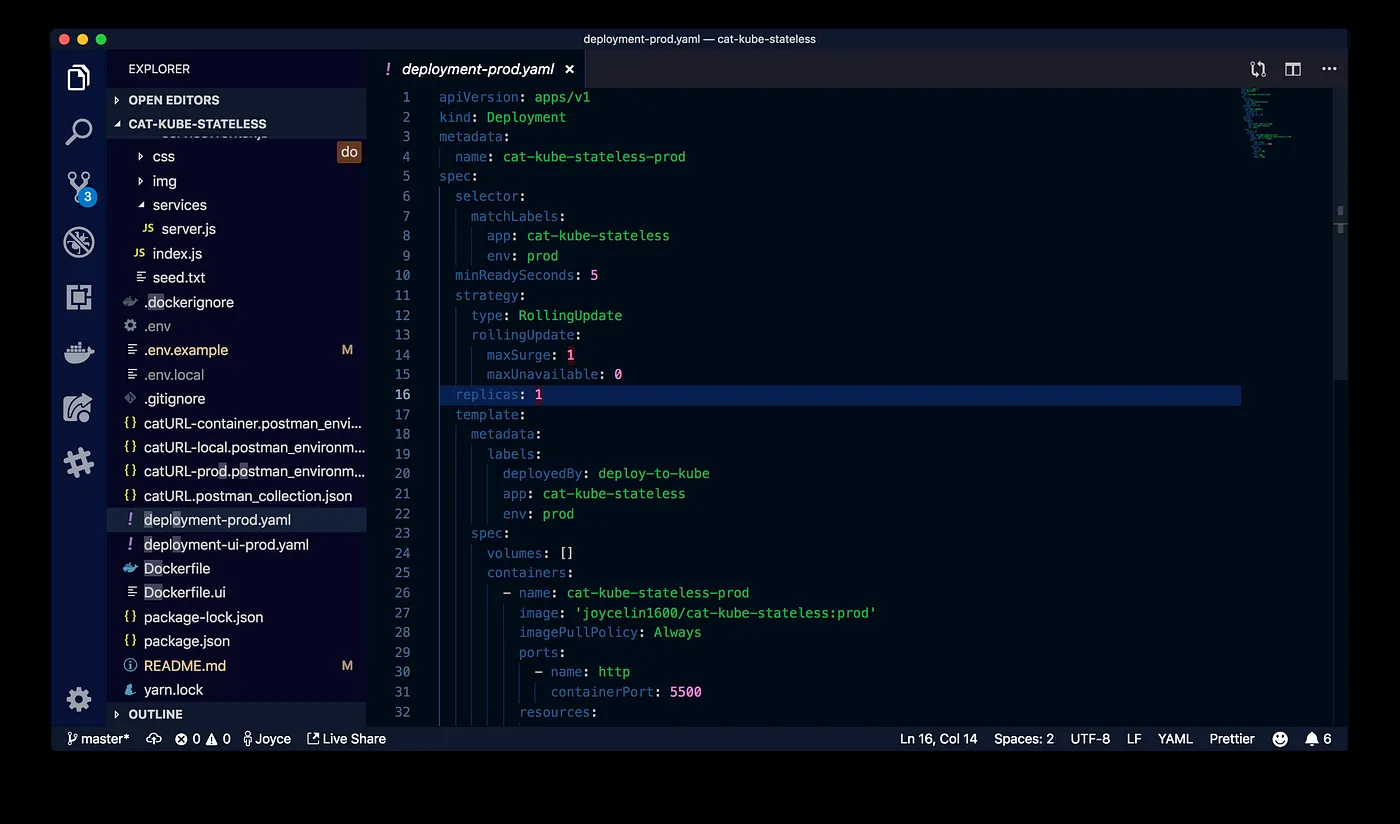 deployment-prod.yaml — cat-kube-stateless
EXPLORER
OPEN EDITORS
CAT-KUBE-STATELESS
do
css
img
services
JS server.js
JS index.js
seed.txt
.dockerignore
.env
.env.example M
.env.local
.gitignore
{} catURL-container.postman_envi...
{} catURL-local.postman_environm...
{} catURL-prod.postman_environm...
{} catURL.postman_collection.json
! deployment-prod.yaml
! deployment-ui-prod.yaml
Dockerfile
Dockerfile.ui
{} package-lock.json
{} package.json
README.md M
yarn.lock
OUTLINE
3
! deployment-prod.yaml ×
1 apiVersion: apps/v1
2 kind: Deployment
3 metadata:
4 name: cat-kube-stateless-prod
5 spec:
6 selector:
7 matchLabels:
8 app: cat-kube-stateless
9 env: prod
10 minReadySeconds: 5
11 strategy:
12 type: RollingUpdate
13 rollingUpdate:
14 maxSurge: 1
15 maxUnavailable: 0
16 replicas: 1
17 template:
18 metadata:
19 labels:
20 deployedBy: deploy-to-kube
21 app: cat-kube-stateless
22 env: prod
23 spec:
24 volumes: []
25 containers:
26 - name: cat-kube-stateless-prod
27 image: 'joycelin1600/cat-kube-stateless:prod'
28 imagePullPolicy: Always
29 ports:
30 - name: http
31 containerPort: 5500
32 resources:
master* 0 0 Joyce Live Share Ln 16, Col 14 Spaces: 2 UTF-8 LF YAML Prettier 6